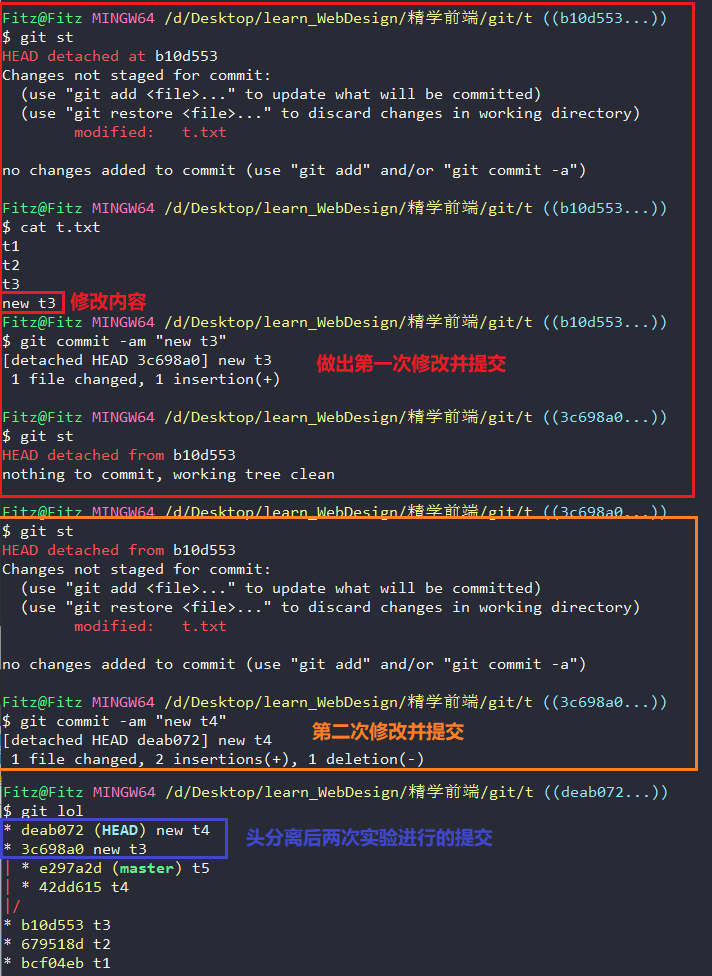 Fitz@Fitz MINGW64 /d/Desktop/learn_WebDesign/精学前端/git/t ((b10d553...))
$ git st
HEAD detached at b10d553
Changes not staged for commit:
  (use "git add <file>..." to update what will be committed)
  (use "git restore <file>..." to discard changes in working directory)
        modified:   t.txt
no changes added to commit (use "git add" and/or "git commit -a")
Fitz@Fitz MINGW64 /d/Desktop/learn_WebDesign/精学前端/git/t ((b10d553...))
$ cat t.txt
t1
t2
t3
new t3 修改内容
Fitz@Fitz MINGW64 /d/Desktop/learn_WebDesign/精学前端/git/t ((b10d553...))
$ git commit -am "new t3"
[detached HEAD 3c698a0] new t3 做出第一次修改并提交
 1 file changed, 1 insertion(+)
Fitz@Fitz MINGW64 /d/Desktop/learn_WebDesign/精学前端/git/t ((3c698a0...))
$ git st
HEAD detached from b10d553
nothing to commit, working tree clean
Fitz@Fitz MINGW64 /d/Desktop/learn_WebDesign/精学前端/git/t ((3c698a0...))
$ git st
HEAD detached from b10d553
Changes not staged for commit:
  (use "git add <file>..." to update what will be committed)
  (use "git restore <file>..." to discard changes in working directory)
        modified:   t.txt
no changes added to commit (use "git add" and/or "git commit -a")
Fitz@Fitz MINGW64 /d/Desktop/learn_WebDesign/精学前端/git/t ((3c698a0...))
$ git commit -am "new t4"
[detached HEAD deab072] new t4 第二次修改并提交
 1 file changed, 2 insertions(+), 1 deletion(-)
Fitz@Fitz MINGW64 /d/Desktop/learn_WebDesign/精学前端/git/t ((deab072...))
$ git lol
* deab072 (HEAD) new t4 头分离后两次实验进行的提交
* 3c698a0 new t3
| * e297a2d (master) t5
| * 42dd615 t4
|/
* b10d553 t3
* 679518d t2
* bcf04eb t1